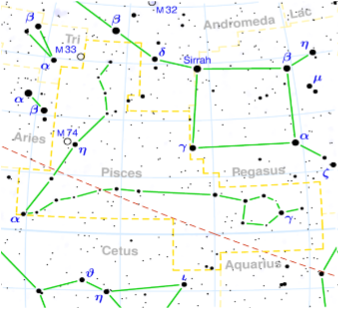 M 32
Lac
β
β
Andromeda
Tri
M 33
δ
Sirrah
β
η
α
μ
α
β
M 74
γ
α
Aries
η
ζ
Pisces
Pegasus
α
γ
Cetus
Aquarius
ϑ
η
ι